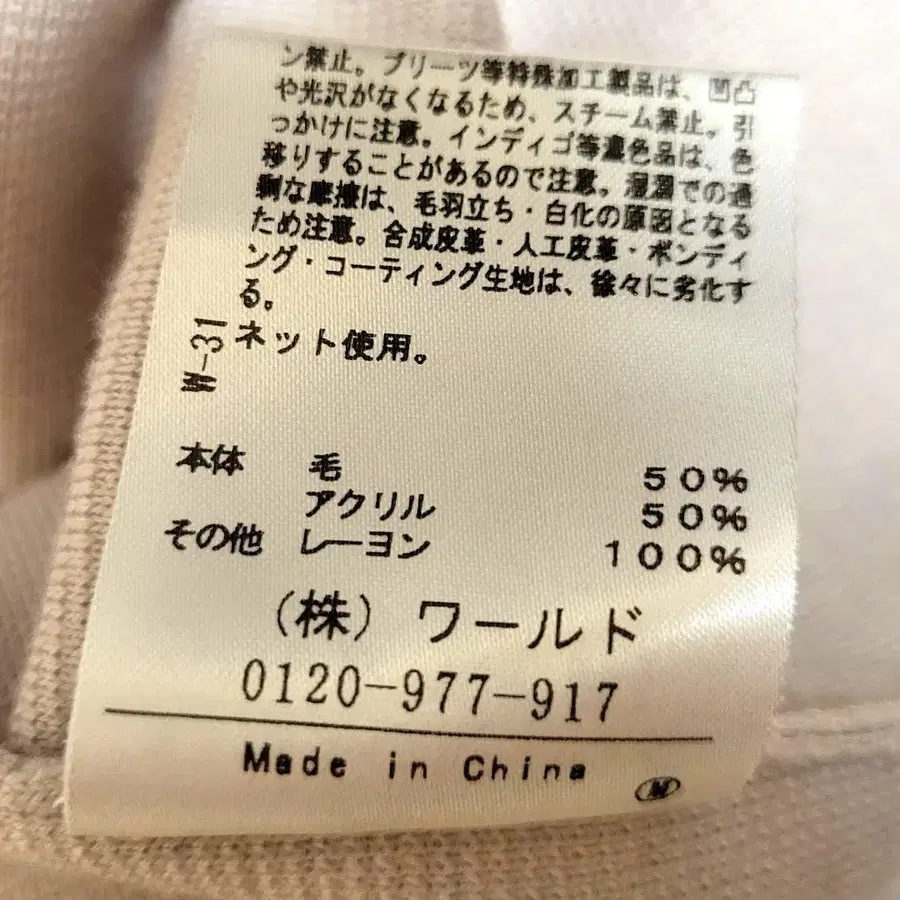 ン禁止。プリーツ等特殊加工製品は、凹凸
や光沢がなくなるため、スチーム禁止。引
っかけに注意。インディゴ等濃色品は、色
移りすることがあるので注意。湿潤での過
剰な摩擦は、毛羽立ち・白化の原因となる
ため注意。合成皮革・人工皮革・ボンディ
ング・コーティング生地は、徐々に劣化す
る。
ネット使用。
W-31
本体 毛 50%
アクリル 50%
その他 レーヨン 100%
(株)ワールド
0120-977-917
Made in China
M